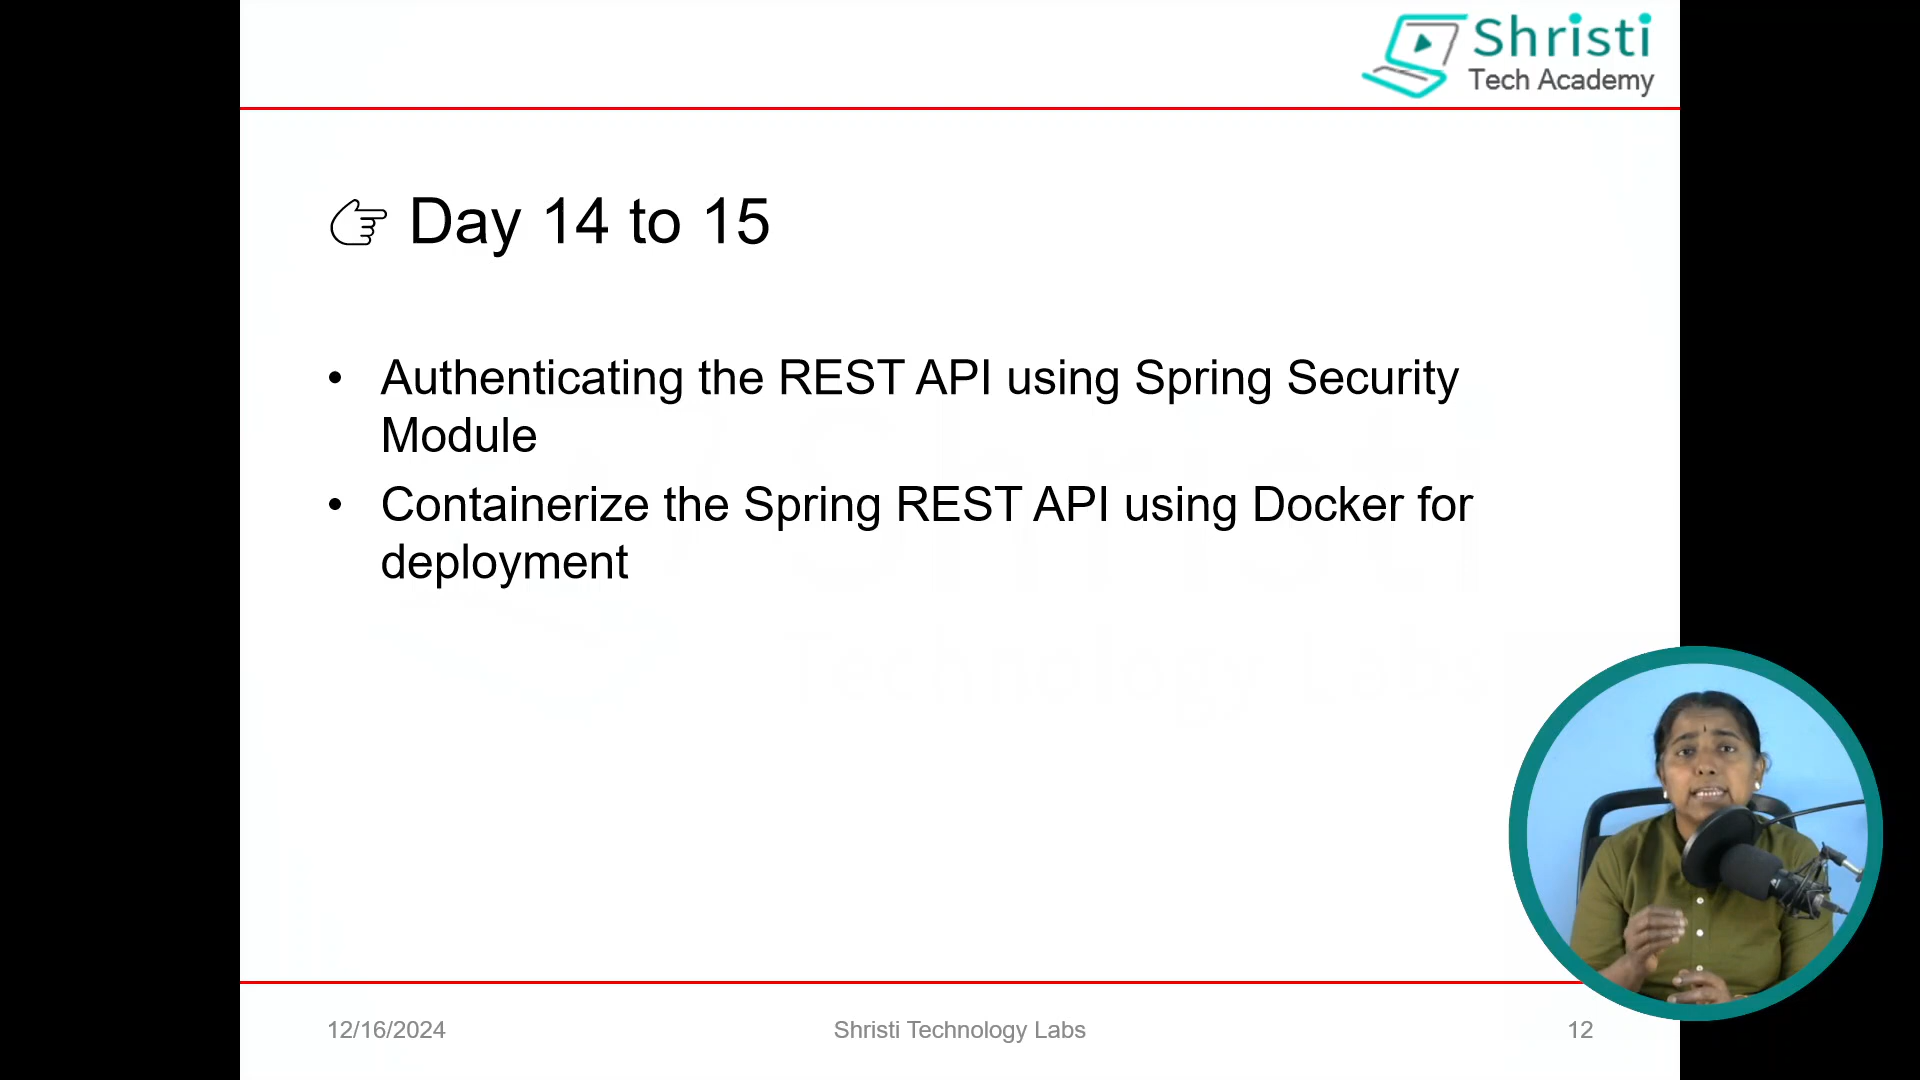 Shristi
Tech Academy
Day 14 to 15
• Authenticating the REST API using Spring Security
Module
• Containerize the Spring REST API using Docker for
deployment
12/16/2024
Shristi Technology Labs
12